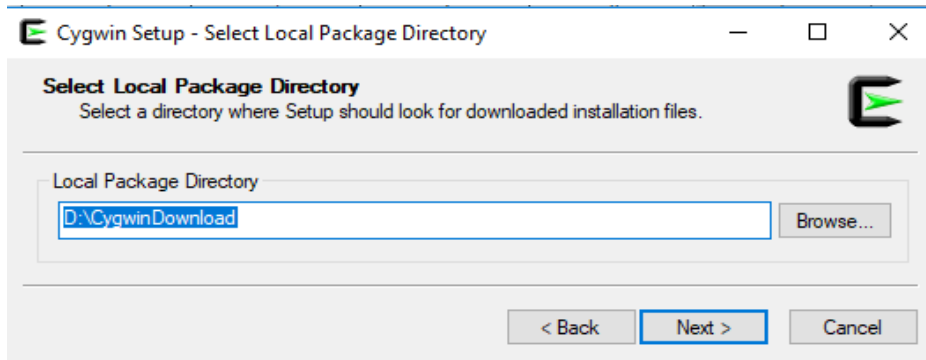 Cygwin Setup - Select Local Package Directory
Select Local Package Directory
Select a directory where Setup should look for downloaded installation files.
Local Package Directory
D:\CygwinDownload
Browse...
< Back
Next >
Cancel